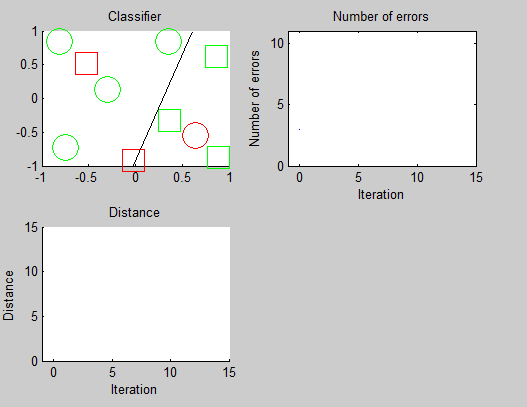 Classifier
1
0.5
0
-0.5
-1
-1 -0.5 0 0.5 1
Number of errors
Number of errors
10
5
0
0 5 10 15
Iteration
Distance
Distance
15
10
5
0
0 5 10 15
Iteration